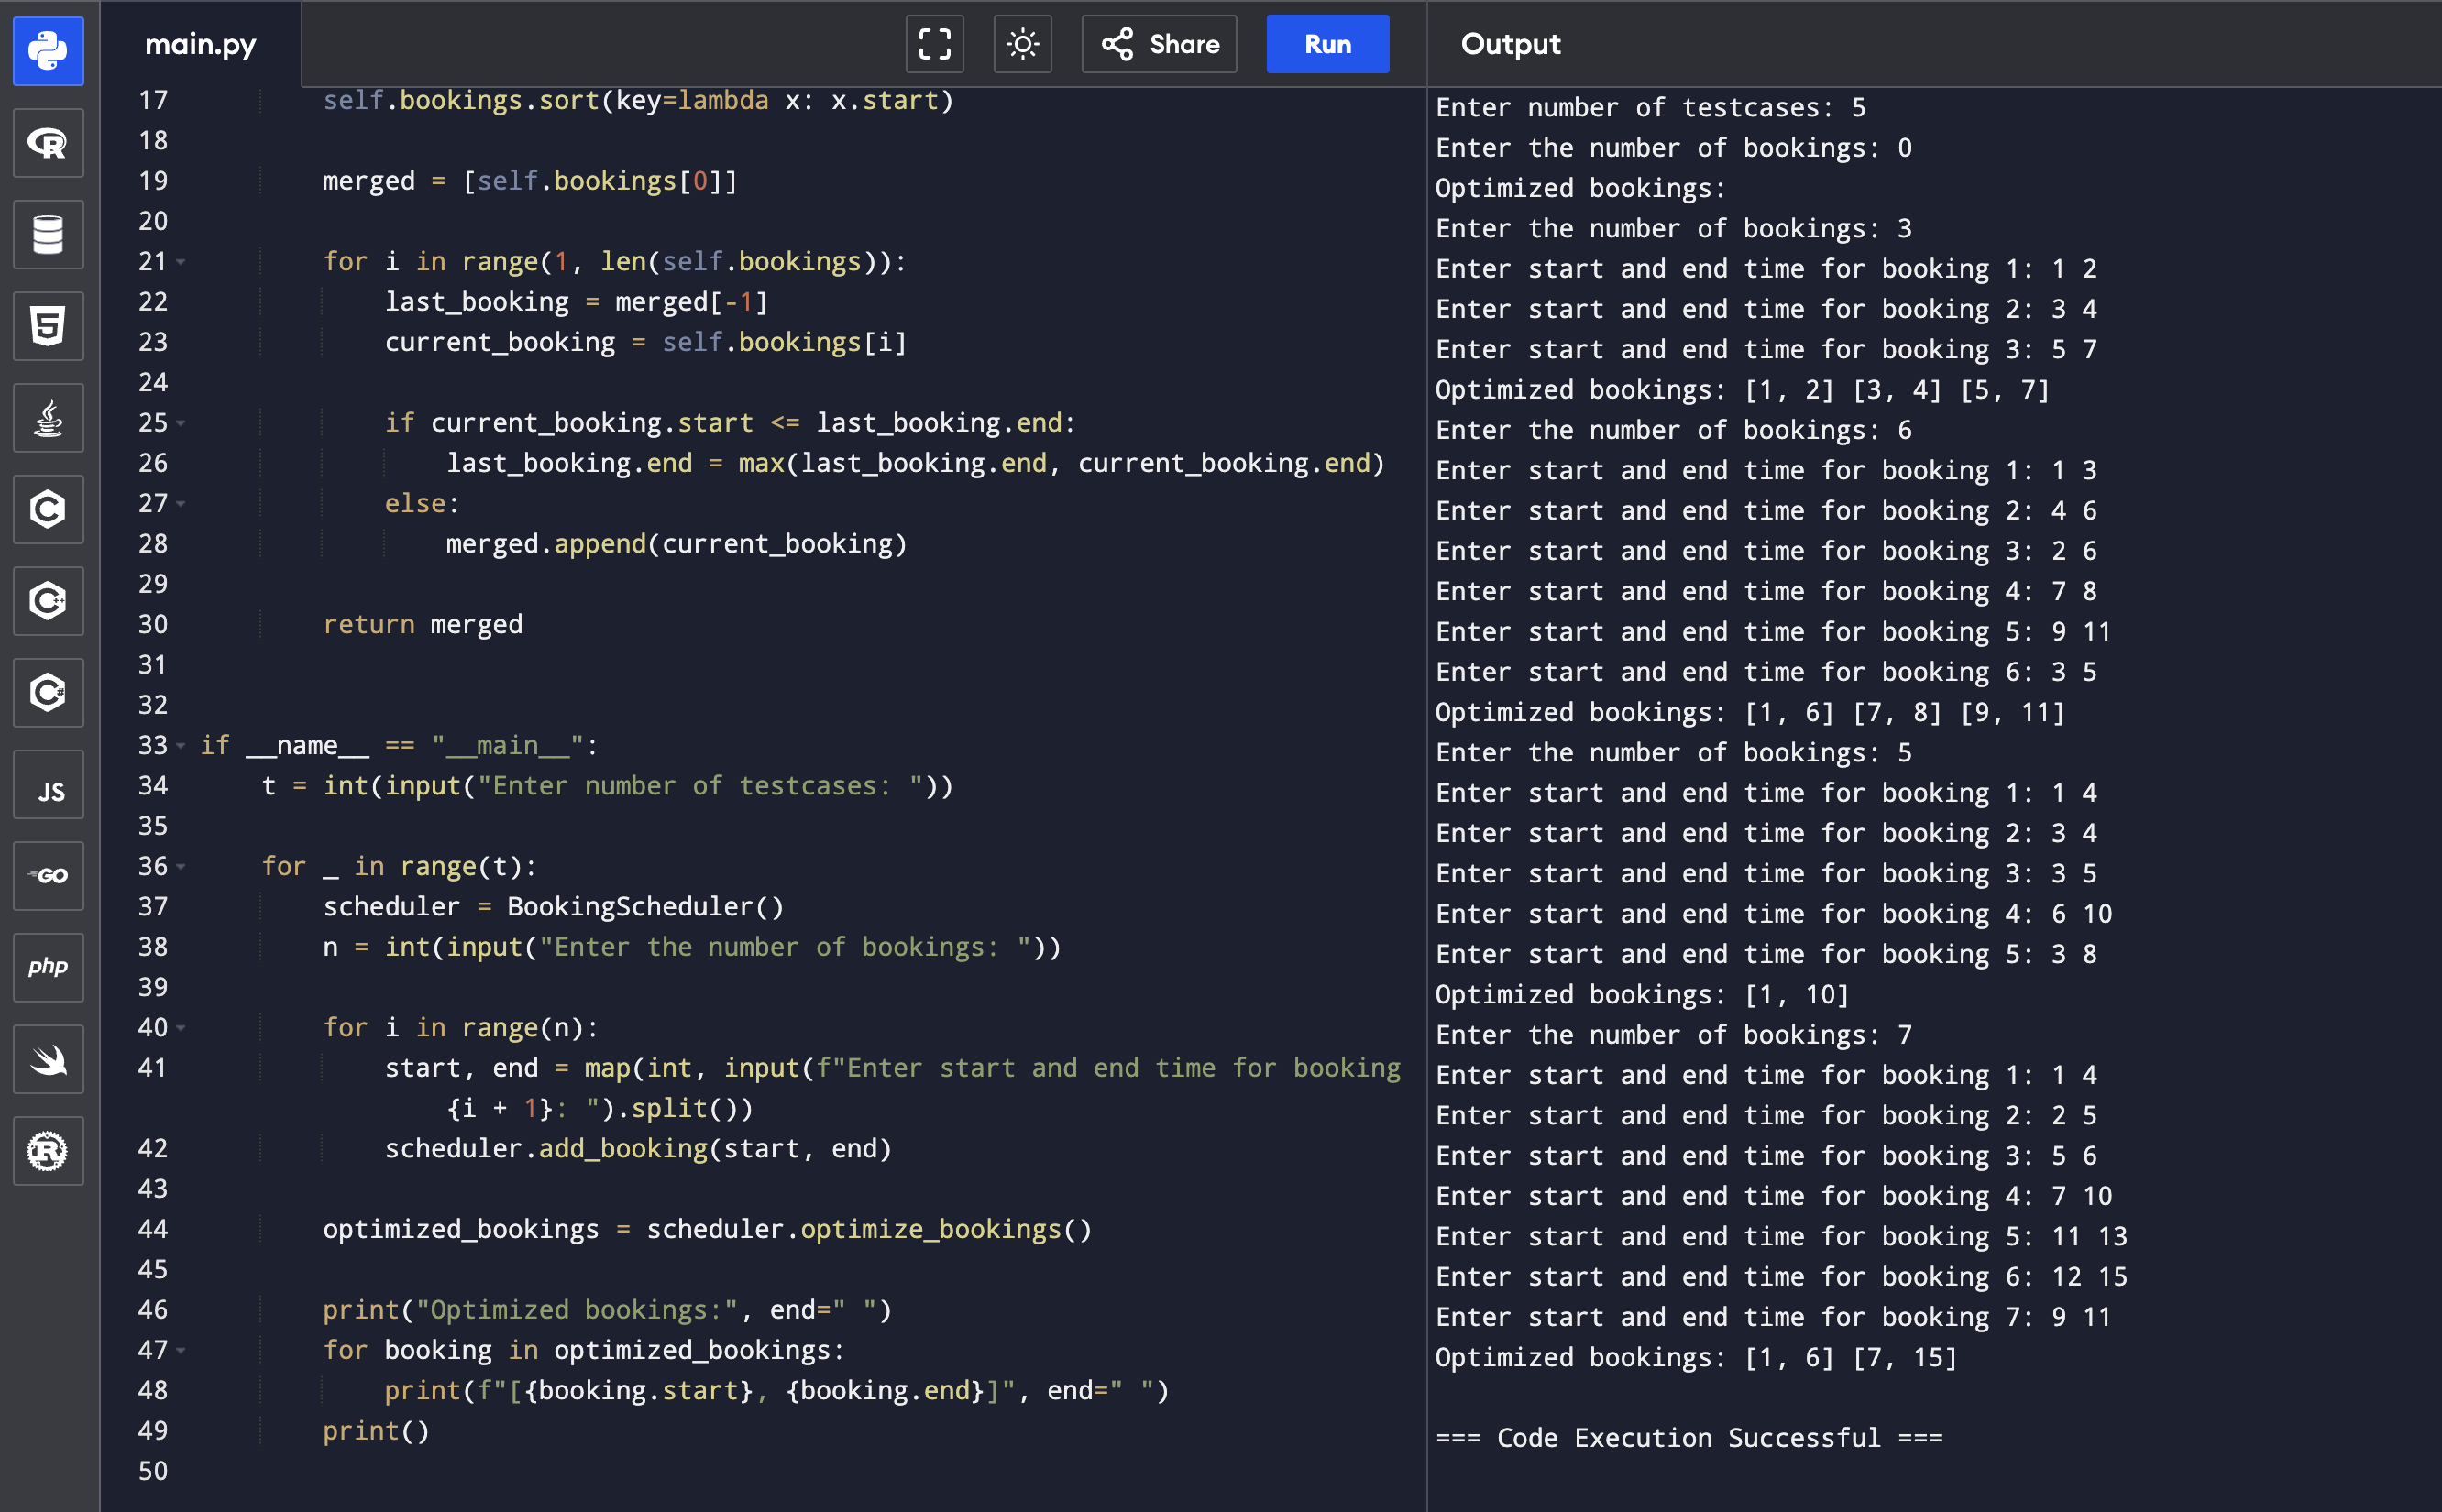 main.py
Share
Run
Output
17 self.bookings.sort(key=lambda x: x.start)
18
19 merged = [self.bookings[0]]
20
21 for i in range(1, len(self.bookings)):
22 last_booking = merged[-1]
23 current_booking = self.bookings[i]
24
25 if current_booking.start <= last_booking.end:
26 last_booking.end = max(last_booking.end, current_booking.end)
27 else:
28 merged.append(current_booking)
29
30 return merged
31
32
33 if __name__ == "__main__":
34 t = int(input("Enter number of testcases: "))
35
36 for _ in range(t):
37 scheduler = BookingScheduler()
38 n = int(input("Enter the number of bookings: "))
39
40 for i in range(n):
41 start, end = map(int, input(f"Enter start and end time for booking
{i + 1}: ").split())
42 scheduler.add_booking(start, end)
43
44 optimized_bookings = scheduler.optimize_bookings()
45
46 print("Optimized bookings:", end=" ")
47 for booking in optimized_bookings:
48 print(f"[{booking.start}, {booking.end}]", end=" ")
49 print()
50
Enter number of testcases: 5
Enter the number of bookings: 0
Optimized bookings:
Enter the number of bookings: 3
Enter start and end time for booking 1: 1 2
Enter start and end time for booking 2: 3 4
Enter start and end time for booking 3: 5 7
Optimized bookings: [1, 2] [3, 4] [5, 7]
Enter the number of bookings: 6
Enter start and end time for booking 1: 1 3
Enter start and end time for booking 2: 4 6
Enter start and end time for booking 3: 2 6
Enter start and end time for booking 4: 7 8
Enter start and end time for booking 5: 9 11
Enter start and end time for booking 6: 3 5
Optimized bookings: [1, 6] [7, 8] [9, 11]
Enter the number of bookings: 5
Enter start and end time for booking 1: 1 4
Enter start and end time for booking 2: 3 4
Enter start and end time for booking 3: 3 5
Enter start and end time for booking 4: 6 10
Enter start and end time for booking 5: 3 8
Optimized bookings: [1, 10]
Enter the number of bookings: 7
Enter start and end time for booking 1: 1 4
Enter start and end time for booking 2: 2 5
Enter start and end time for booking 3: 5 6
Enter start and end time for booking 4: 7 10
Enter start and end time for booking 5: 11 13
Enter start and end time for booking 6: 12 15
Enter start and end time for booking 7: 9 11
Optimized bookings: [1, 6] [7, 15]
=== Code Execution Successful ===
R
5
C
C++
C#
JS
GO
php
R